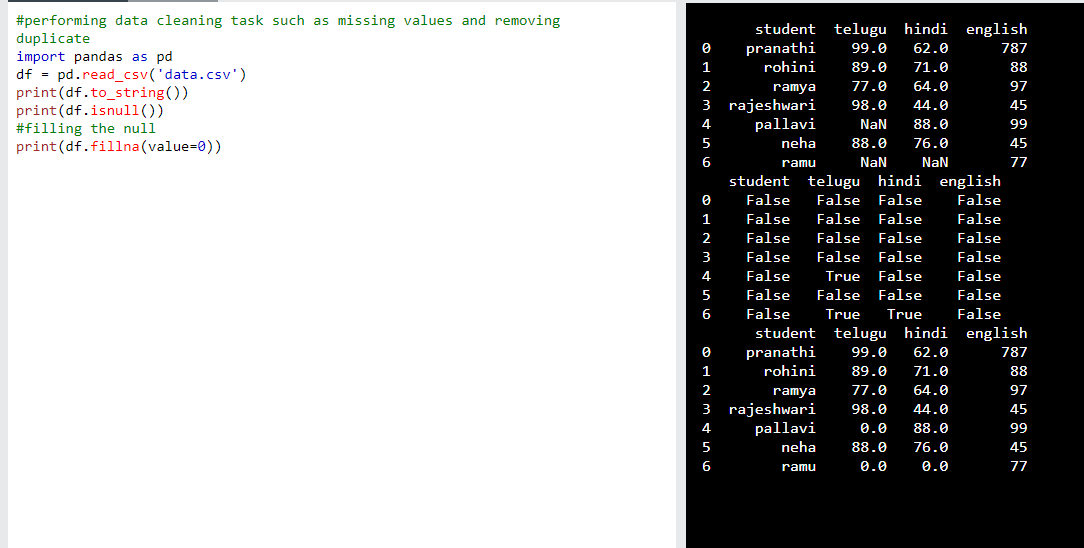 #performing data cleaning task such as missing values and removing
duplicate
import pandas as pd
df = pd.read_csv('data.csv')
print(df.to_string())
print(df.isnull())
#filling the null
print(df.fillna(value=0))
student telugu hindi english
0 pranathi 99.0 62.0 787
1 rohini 89.0 71.0 88
2 ramya 77.0 64.0 97
3 rajeshwari 98.0 44.0 45
4 pallavi NaN 88.0 99
5 neha 88.0 76.0 45
6 ramu NaN NaN 77
student telugu hindi english
0 False False False False
1 False False False False
2 False False False False
3 False False False False
4 False True False False
5 False False False False
6 False True True False
student telugu hindi english
0 pranathi 99.0 62.0 787
1 rohini 89.0 71.0 88
2 ramya 77.0 64.0 97
3 rajeshwari 98.0 44.0 45
4 pallavi 0.0 88.0 99
5 neha 88.0 76.0 45
6 ramu 0.0 0.0 77